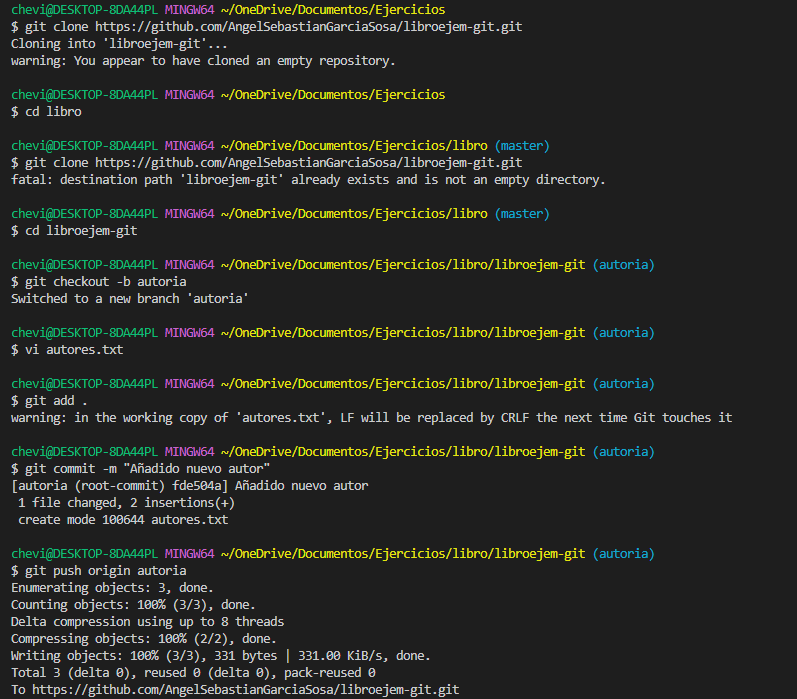 chevi@DESKTOP-8DA44PL MINGW64 ~/OneDrive/Documentos/Ejercicios
$ git clone https://github.com/AngelSebastianGarciaSosa/libroejem-git.git
Cloning into 'libroejem-git'...
warning: You appear to have cloned an empty repository.
chevi@DESKTOP-8DA44PL MINGW64 ~/OneDrive/Documentos/Ejercicios
$ cd libro
chevi@DESKTOP-8DA44PL MINGW64 ~/OneDrive/Documentos/Ejercicios/libro (master)
$ git clone https://github.com/AngelSebastianGarciaSosa/libroejem-git.git
fatal: destination path 'libroejem-git' already exists and is not an empty directory.
chevi@DESKTOP-8DA44PL MINGW64 ~/OneDrive/Documentos/Ejercicios/libro (master)
$ cd libroejem-git
chevi@DESKTOP-8DA44PL MINGW64 ~/OneDrive/Documentos/Ejercicios/libro/libroejem-git (autoria)
$ git checkout -b autoria
Switched to a new branch 'autoria'
chevi@DESKTOP-8DA44PL MINGW64 ~/OneDrive/Documentos/Ejercicios/libro/libroejem-git (autoria)
$ vi autores.txt
chevi@DESKTOP-8DA44PL MINGW64 ~/OneDrive/Documentos/Ejercicios/libro/libroejem-git (autoria)
$ git add .
warning: in the working copy of 'autores.txt', LF will be replaced by CRLF the next time Git touches it
chevi@DESKTOP-8DA44PL MINGW64 ~/OneDrive/Documentos/Ejercicios/libro/libroejem-git (autoria)
$ git commit -m "Añadido nuevo autor"
[autoria (root-commit) fde504a] Añadido nuevo autor
1 file changed, 2 insertions(+)
create mode 100644 autores.txt
chevi@DESKTOP-8DA44PL MINGW64 ~/OneDrive/Documentos/Ejercicios/libro/libroejem-git (autoria)
$ git push origin autoria
Enumerating objects: 3, done.
Counting objects: 100% (3/3), done.
Delta compression using up to 8 threads
Compressing objects: 100% (2/2), done.
Writing objects: 100% (3/3), 331 bytes | 331.00 KiB/s, done.
Total 3 (delta 0), reused 0 (delta 0), pack-reused 0
To https://github.com/AngelSebastianGarciaSosa/libroejem-git.git